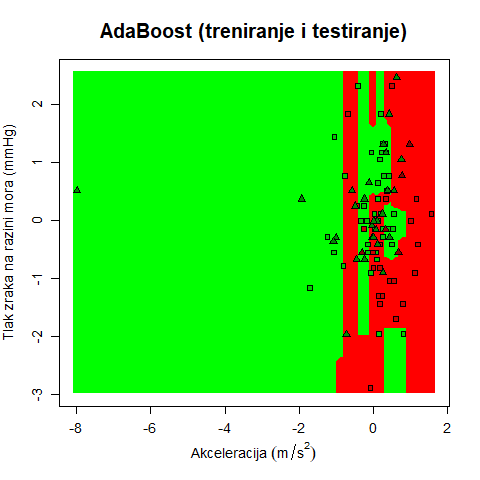 AdaBoost (treniranje i testiranje)
Tlak zraka na razini mora (mmHg)
2
1
0
-1
-2
-3
-8 -6 -4 -2 0 2
Akceleracija (m/s²)